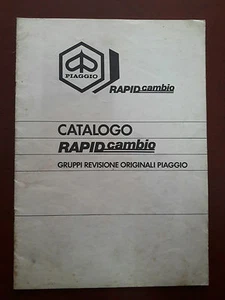 PIAGGIO
RAPID cambio
CATALOGO
RAPID cambio
GRUPPI REVISIONE ORIGINALI PIAGGIO